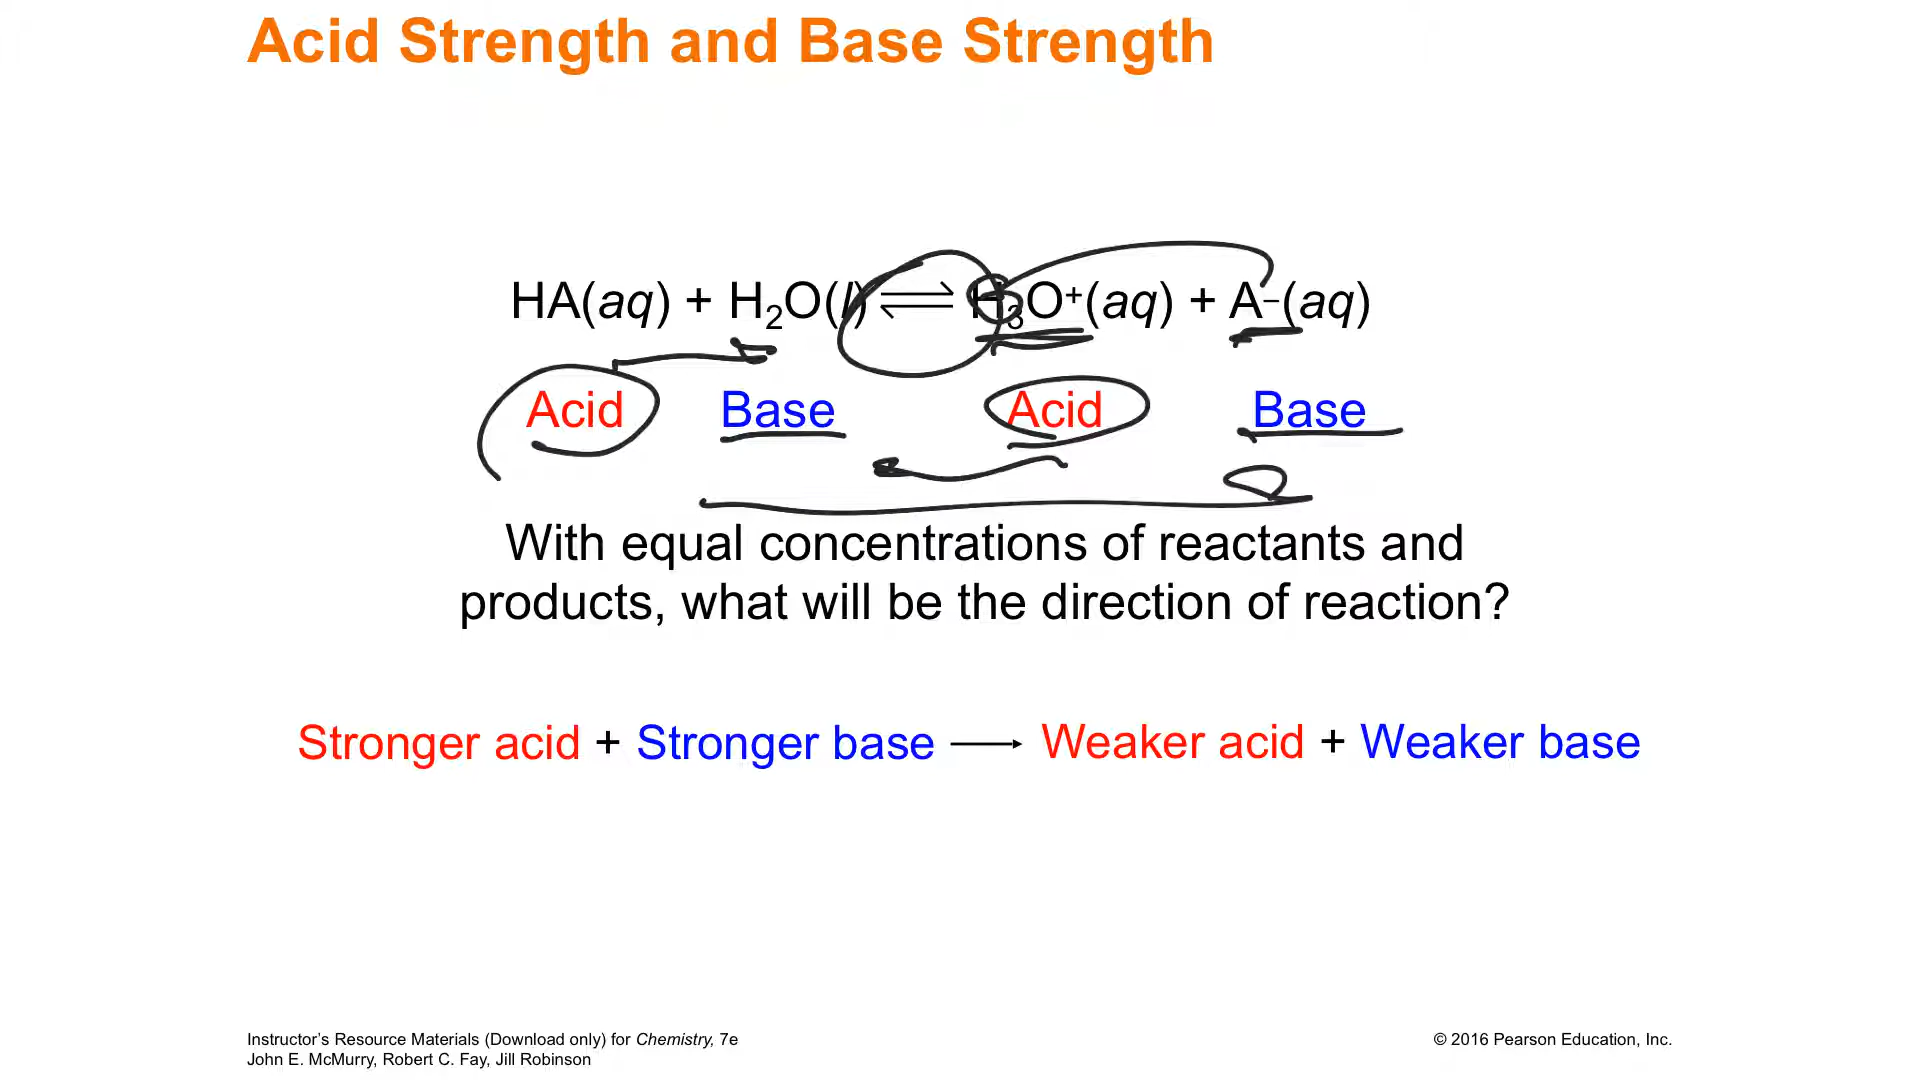 Acid Strength and Base Strength
HA(aq) + H₂O(l) ⇌ H₃O⁺(aq) + A⁻(aq)
Acid Base Acid Base
With equal concentrations of reactants and
products, what will be the direction of reaction?
Stronger acid + Stronger base → Weaker acid + Weaker base
Instructor’s Resource Materials (Download only) for Chemistry, 7e
John E. McMurry, Robert C. Fay, Jill Robinson
© 2016 Pearson Education, Inc.